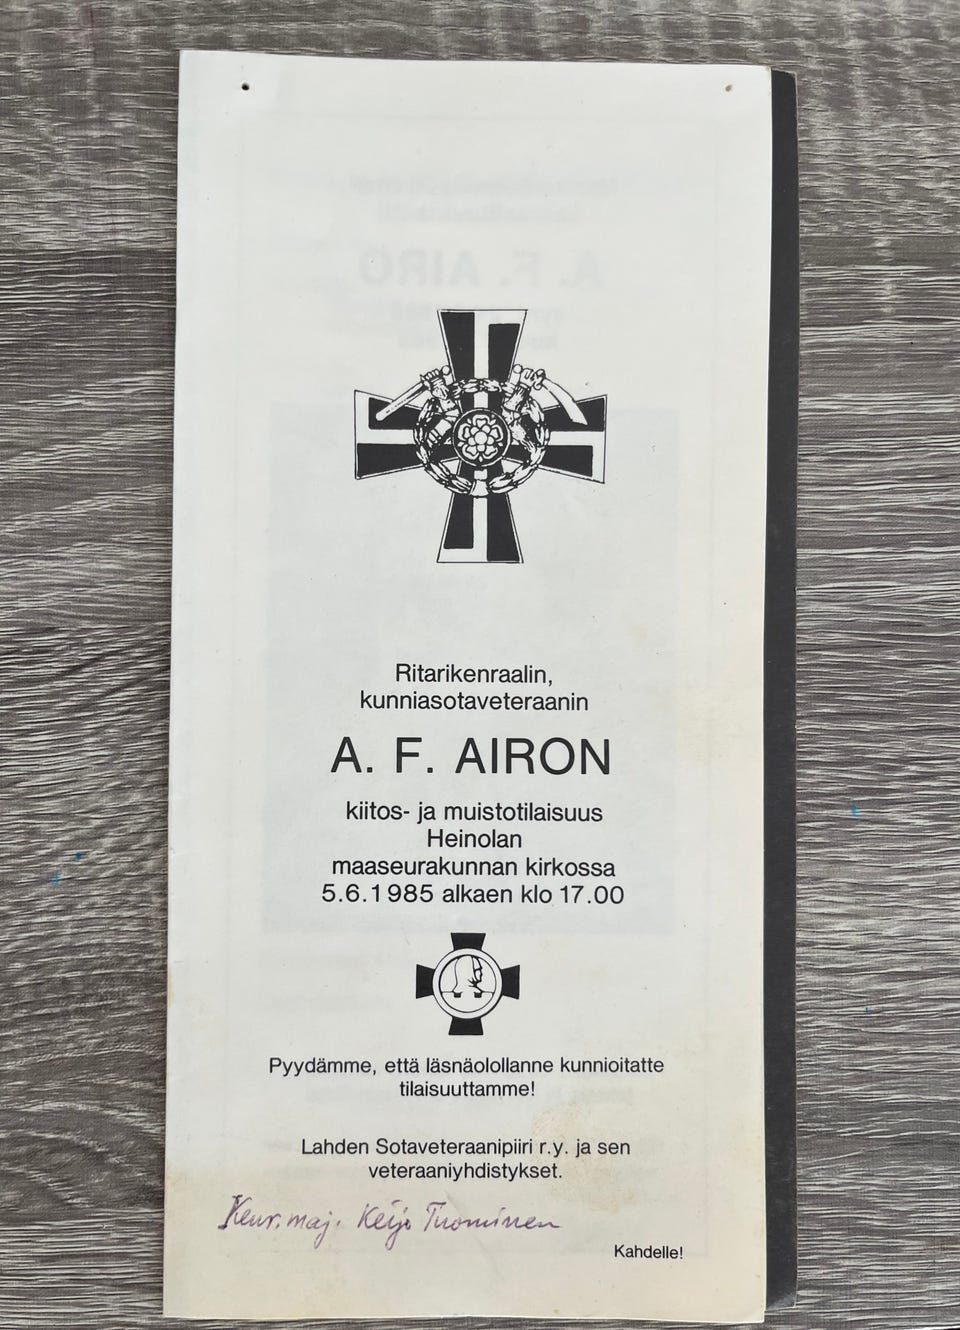 Ritarikenraalin,
kunniasotaveteraanin
A. F. AIRON
kiitos- ja muistotilaisuus
Heinolan
maaseurakunnan kirkossa
5.6.1985 alkaen klo 17.00
Pyydämme, että läsnäolollanne kunnioitatte
tilaisuuttamme!
Lahden Sotaveteraanipiiri r.y. ja sen
veteraaniyhdistykset.
Kenr.maj. Keijo Tuominen
Kahdelle!